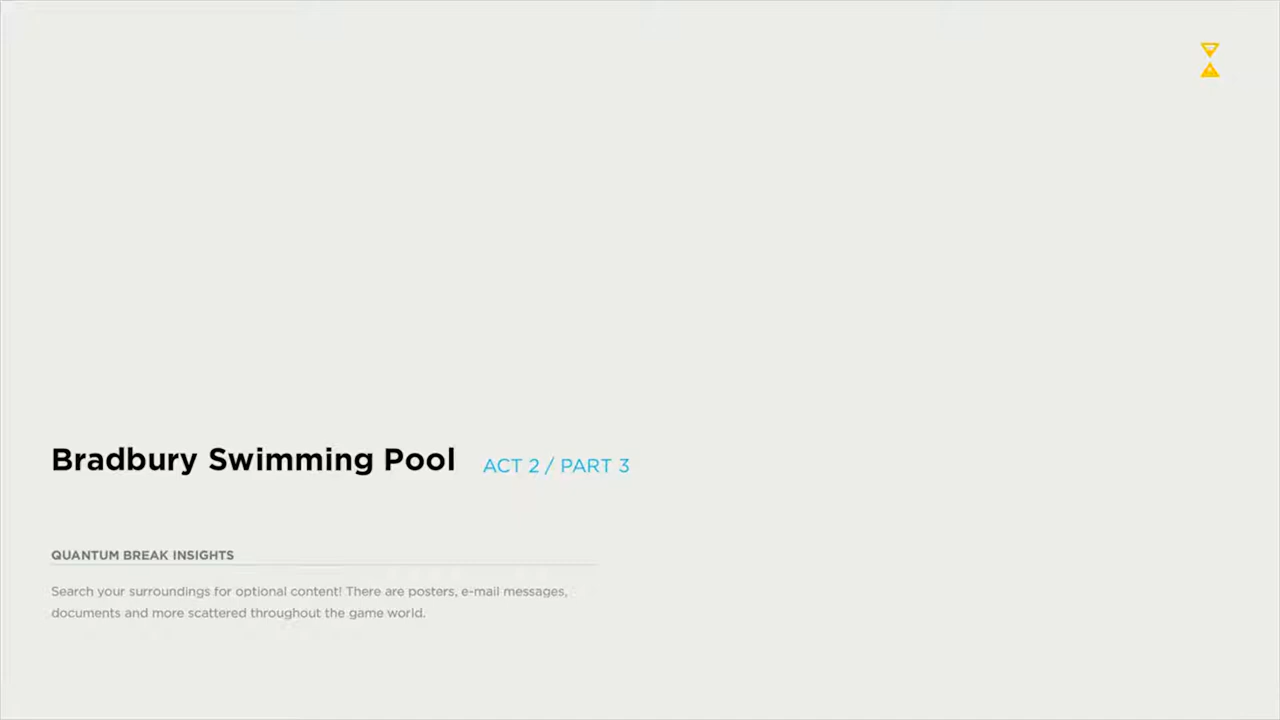 Bradbury Swimming Pool ACT 2 / PART 3
QUANTUM BREAK INSIGHTS
Search your surroundings for optional content! There are posters, e-mail messages,
documents and more scattered throughout the game world.